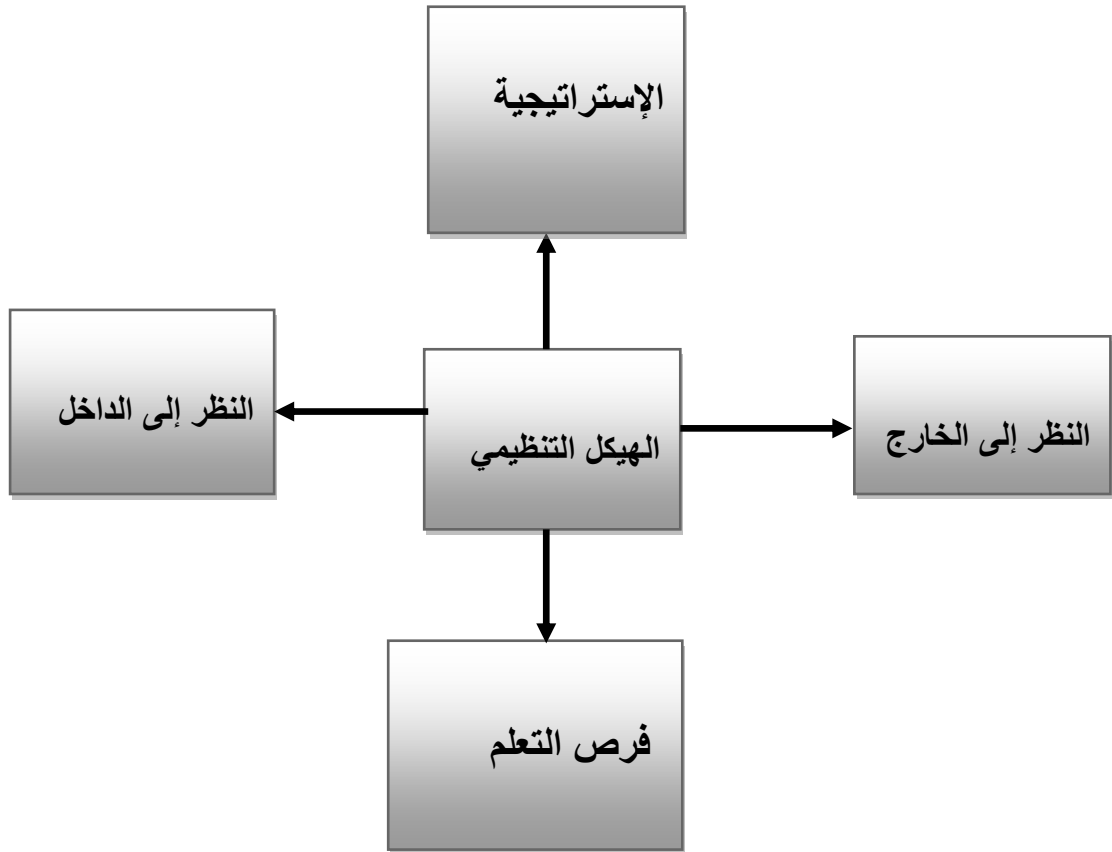 الإستراتيجية
النظر إلى الخارج
الهيكل التنظيمي
النظر إلى الداخل
فرص التعلم